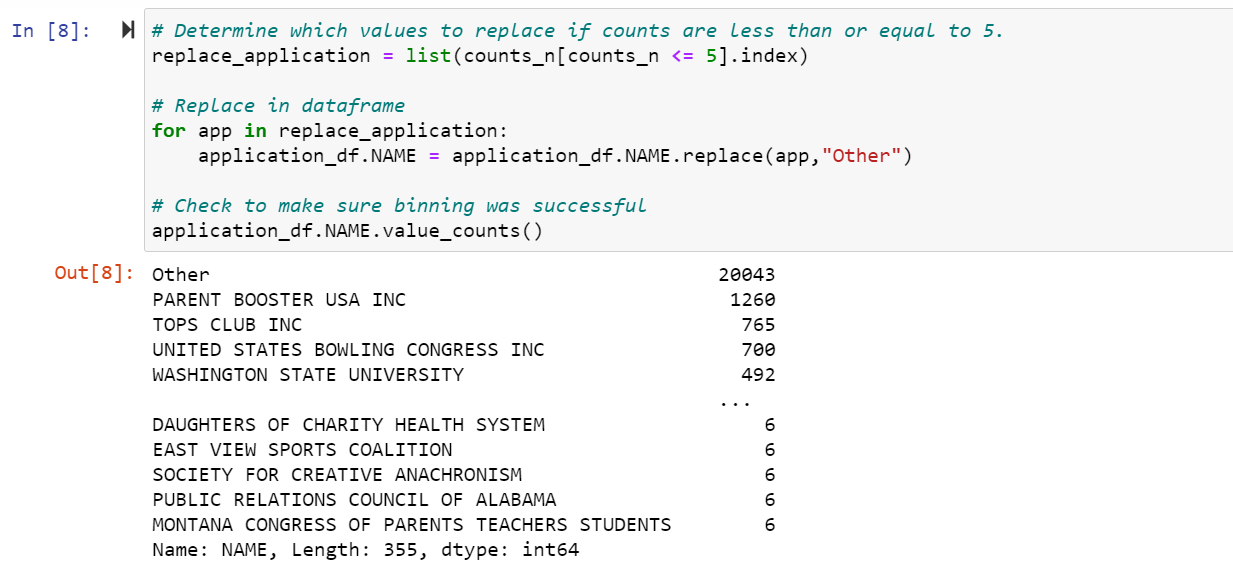 In [8]:
# Determine which values to replace if counts are less than or equal to 5.
replace_application = list(counts_n[counts_n <= 5].index)
# Replace in dataframe
for app in replace_application:
    application_df.NAME = application_df.NAME.replace(app,"Other")
# Check to make sure binning was successful
application_df.NAME.value_counts()
Out[8]:
Other 20043
PARENT BOOSTER USA INC 1260
TOPS CLUB INC 765
UNITED STATES BOWLING CONGRESS INC 700
WASHINGTON STATE UNIVERSITY 492
...
DAUGHTERS OF CHARITY HEALTH SYSTEM 6
EAST VIEW SPORTS COALITION 6
SOCIETY FOR CREATIVE ANACHRONISM 6
PUBLIC RELATIONS COUNCIL OF ALABAMA 6
MONTANA CONGRESS OF PARENTS TEACHERS STUDENTS 6
Name: NAME, Length: 355, dtype: int64